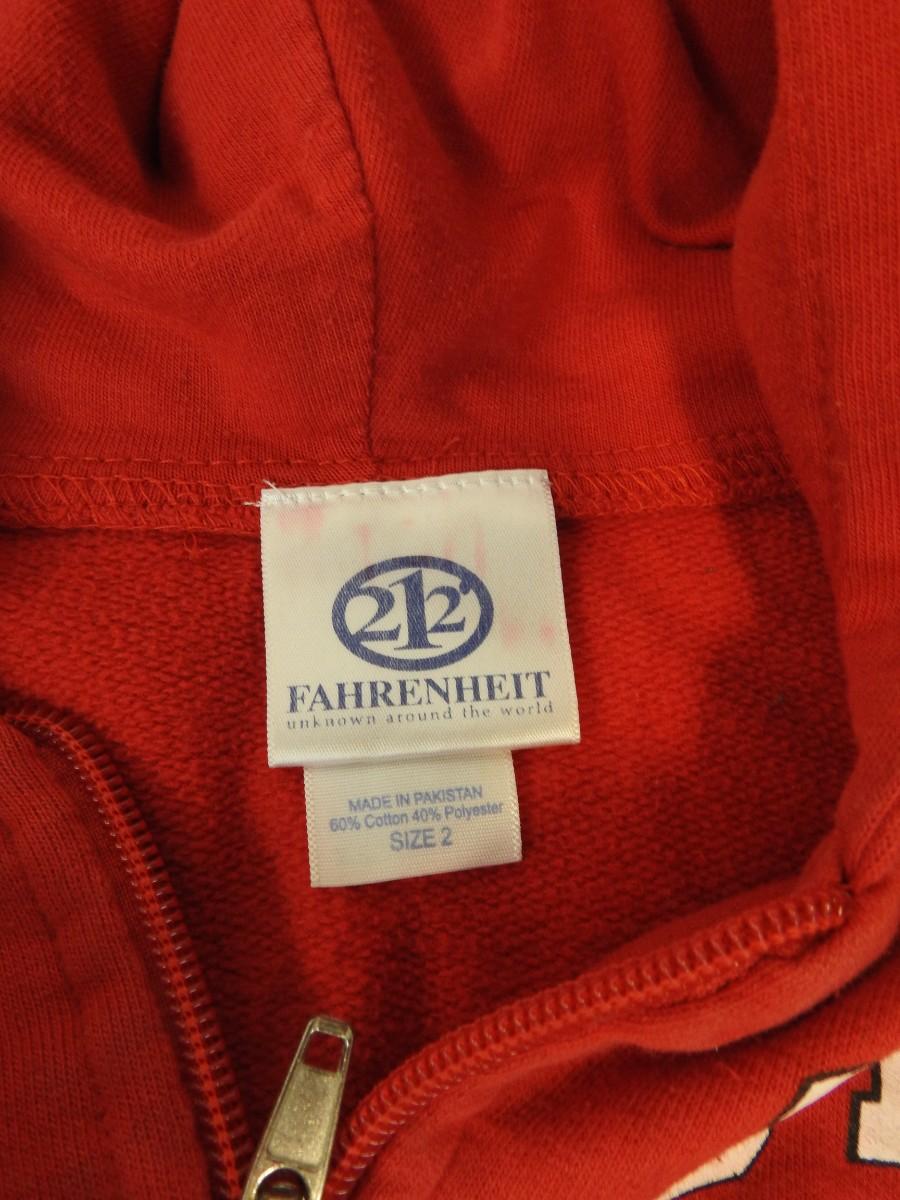 212°
FAHRENHEIT
unknown around the world
MADE IN PAKISTAN
60% Cotton 40% Polyester
SIZE 2